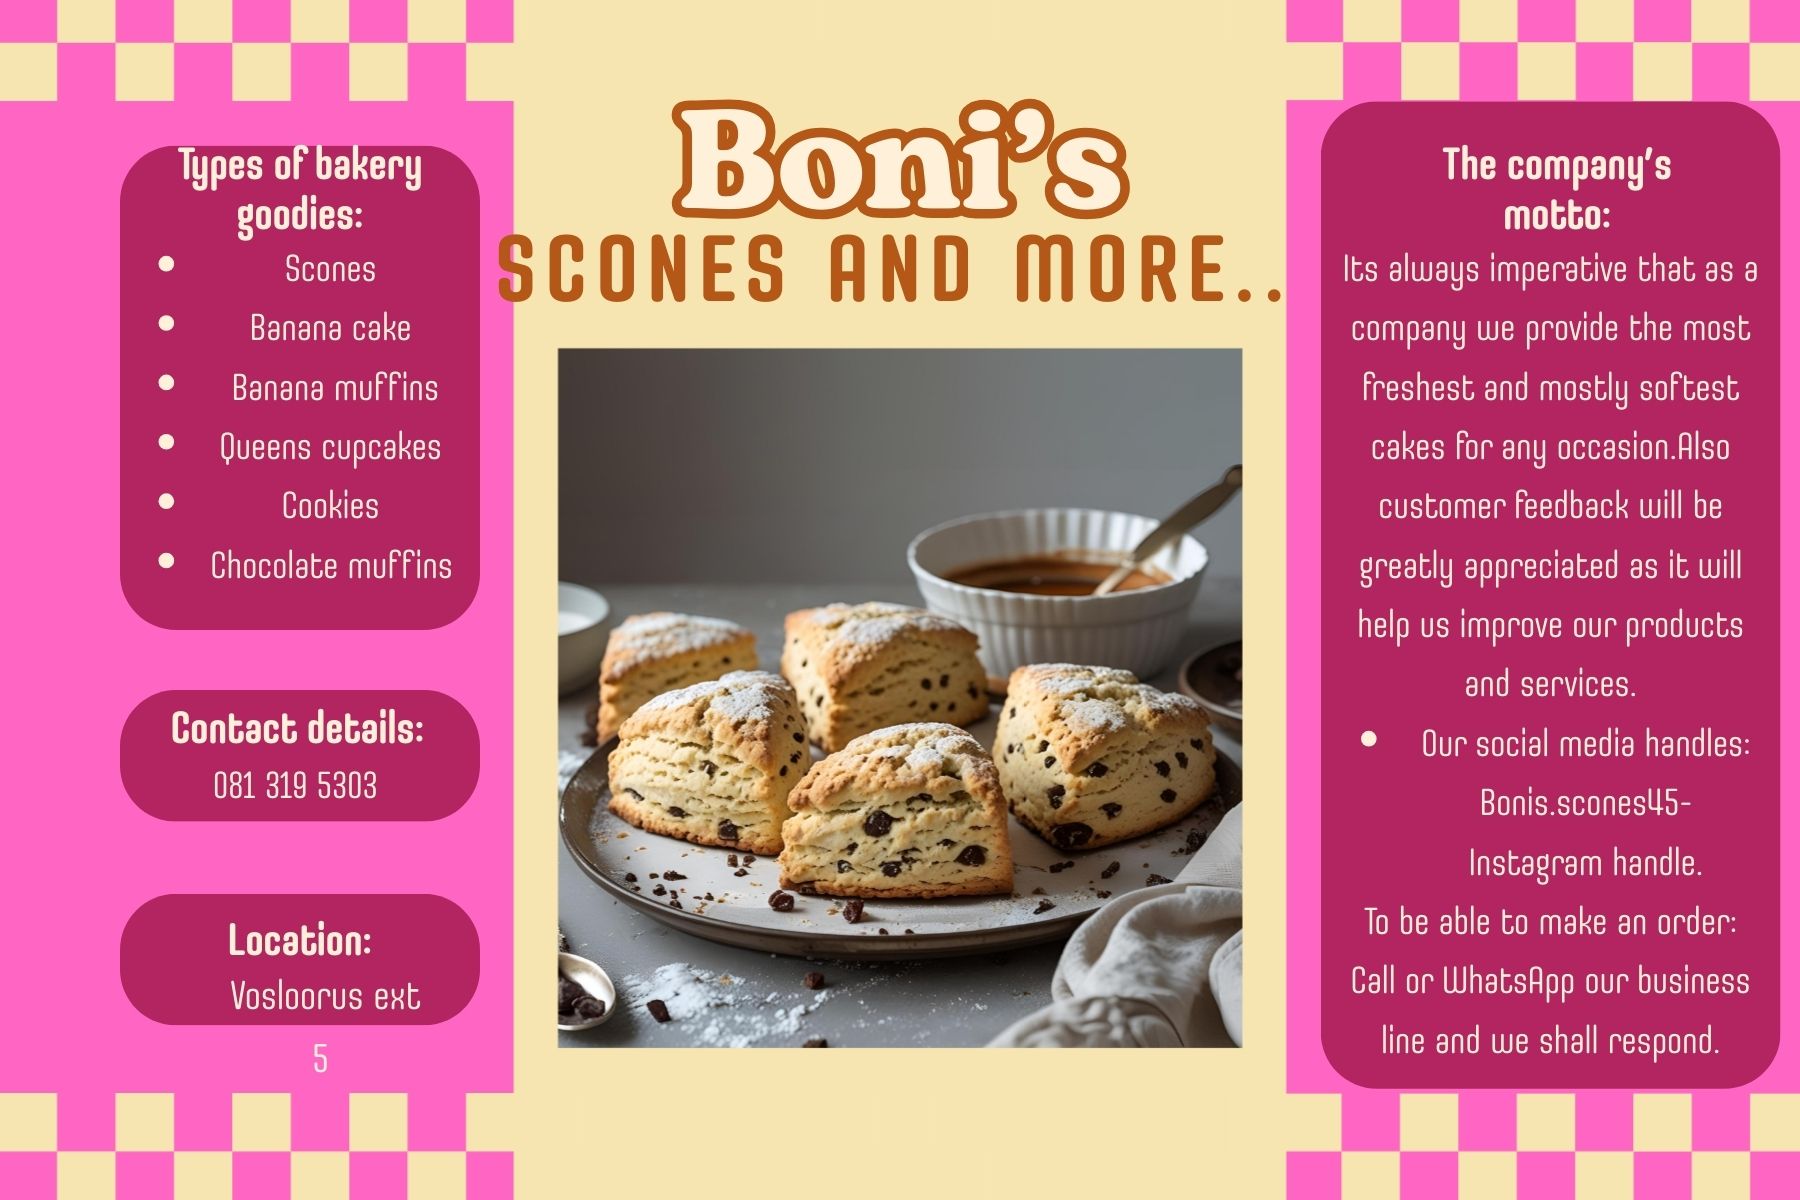 Boni's
SCONES AND MORE..
Types of bakery
goodies:
• Scones
• Banana cake
• Banana muffins
• Queens cupcakes
• Cookies
• Chocolate muffins
Contact details:
081 319 5303
Location:
Vosloorus ext
5
The company's
motto:
Its always imperative that as a
company we provide the most
freshest and mostly softest
cakes for any occasion.Also
customer feedback will be
greatly appreciated as it will
help us improve our products
and services.
• Our social media handles:
Bonis.scones45-
Instagram handle.
To be able to make an order:
Call or WhatsApp our business
line and we shall respond.